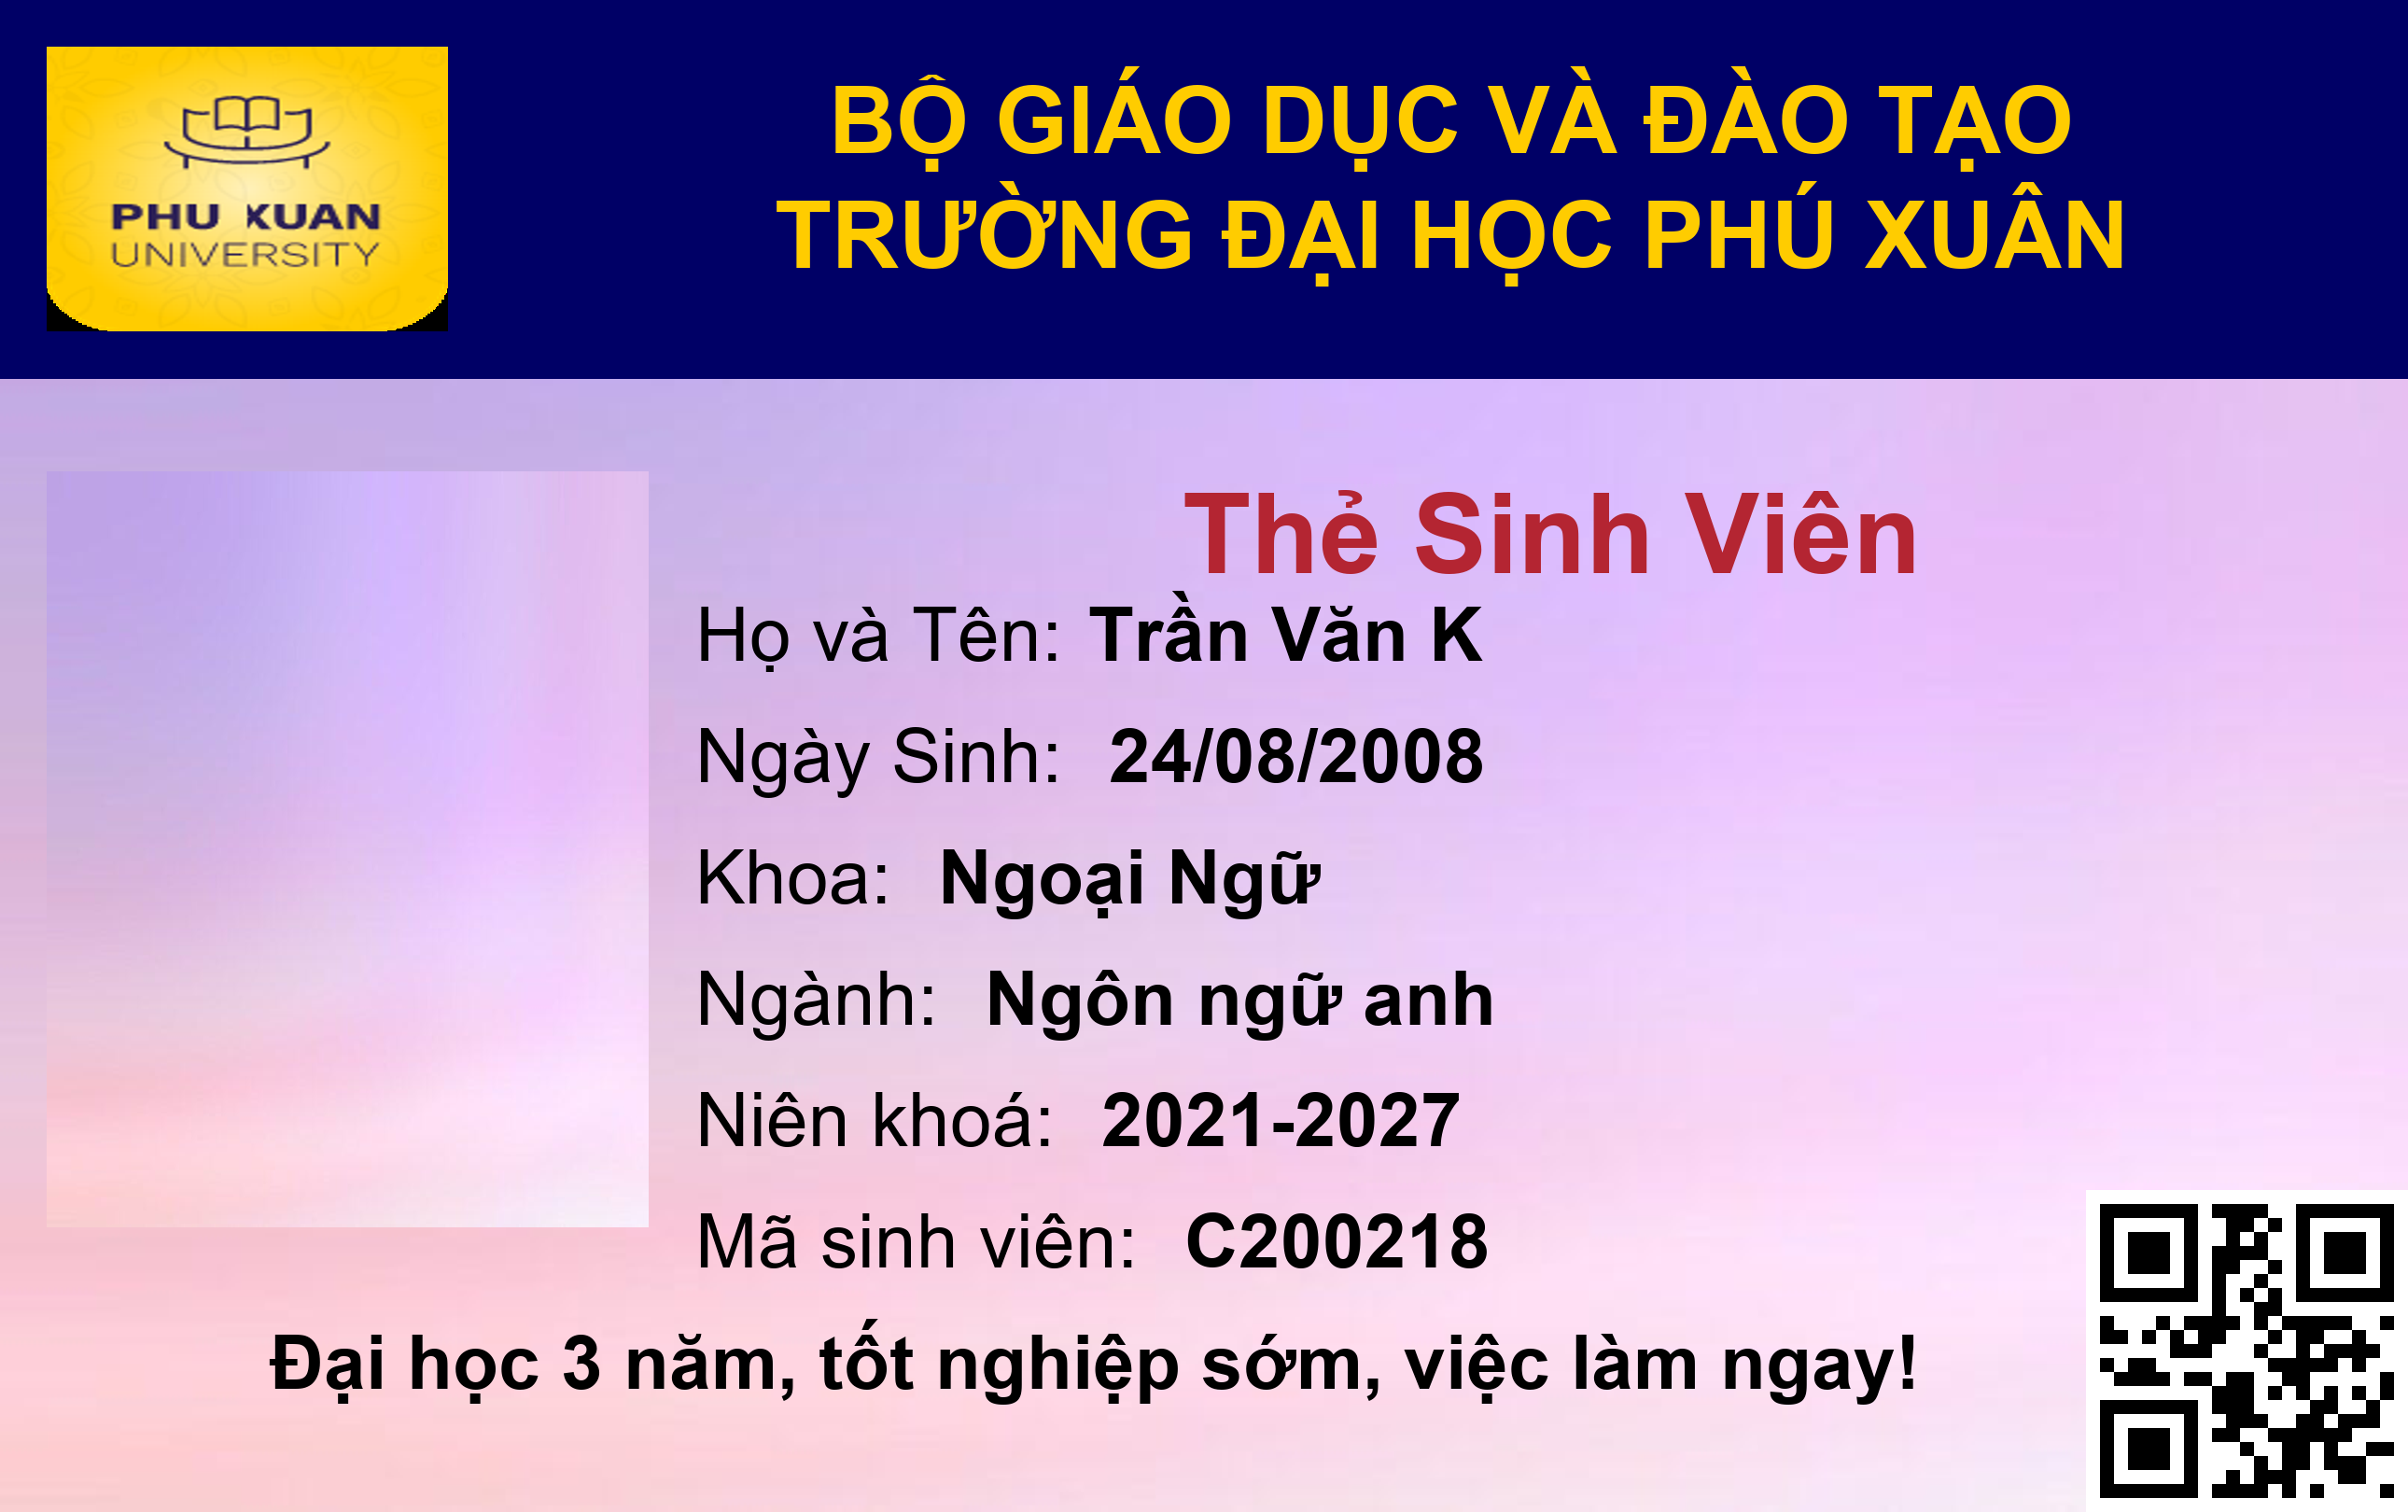 PHU XUAN
UNIVERSITY
BỘ GIÁO DỤC VÀ ĐÀO TẠO
TRƯỜNG ĐẠI HỌC PHÚ XUÂN
Thẻ Sinh Viên
Họ và Tên: Trần Văn K
Ngày Sinh: 24/08/2008
Khoa: Ngoại Ngữ
Ngành: Ngôn ngữ anh
Niên khoá: 2021-2027
Mã sinh viên: C200218
Đại học 3 năm, tốt nghiệp sớm, việc làm ngay!